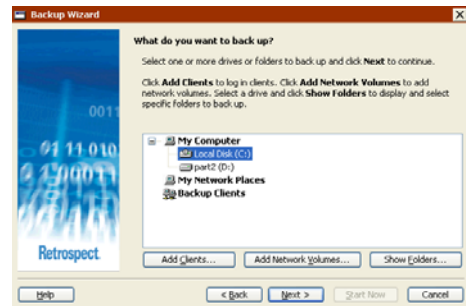 Backup Wizard
What do you want to back up?
Select one or more drives or folders to back up and click Next to continue.
Click Add Clients to log in clients. Click Add Network Volumes to add
network volumes. Select a drive and click Show Folders to display and select
specific folders to back up.
My Computer
Local Disk (C:)
part2 (D:)
My Network Places
Backup Clients
Retrospect
Add Clients...
Add Network Volumes...
Show Folders...
Help
< Back
Next >
Start Now
Cancel